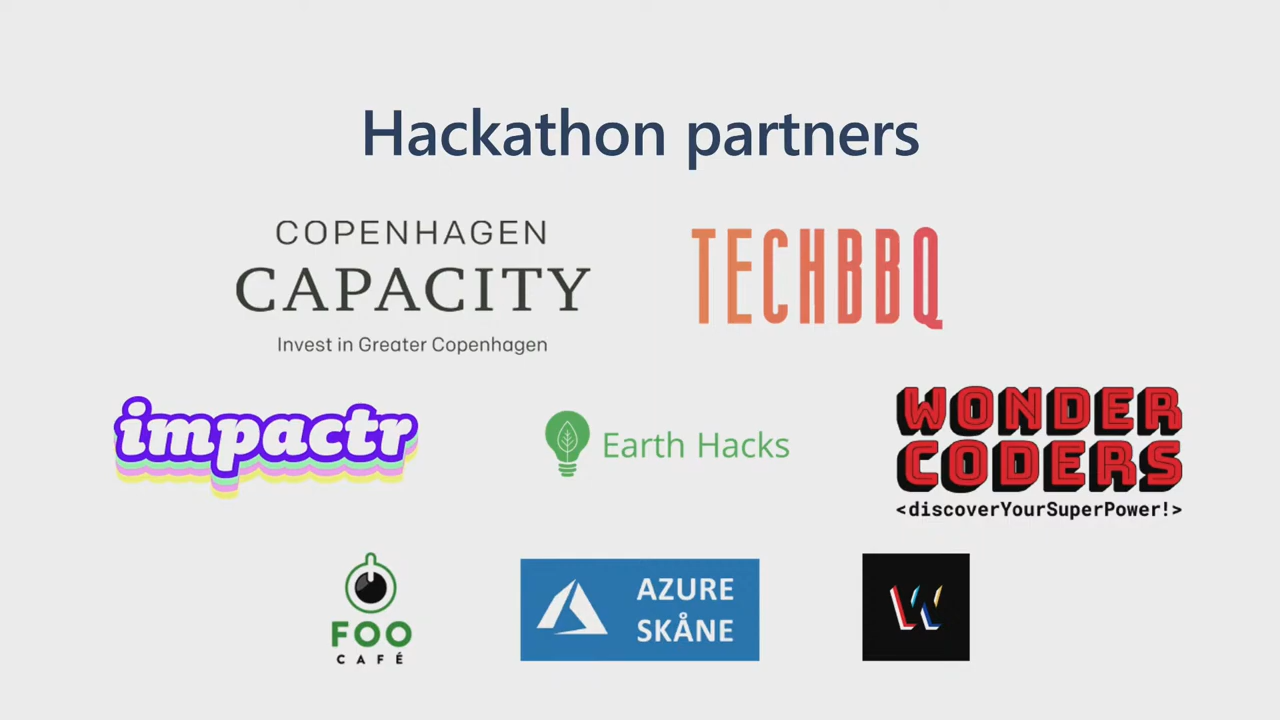 Hackathon partners
COPENHAGEN
CAPACITY
Invest in Greater Copenhagen
TECHBBQ
impactr
Earth Hacks
WONDER
CODERS
<discoverYourSuperPower!>
FOO
CAFÉ
AZURE
SKÅNE
W